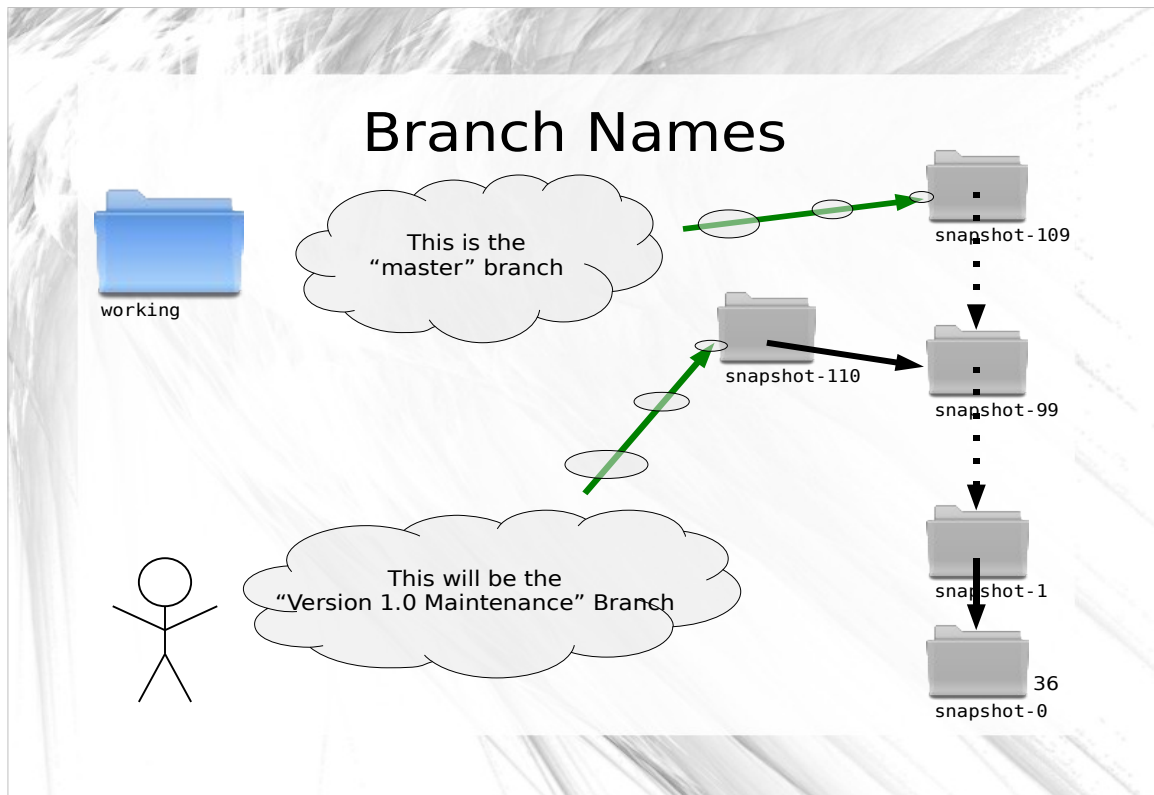 Branch Names
working
This is the
“master” branch
snapshot-109
snapshot-110
snapshot-99
This will be the
“Version 1.0 Maintenance” Branch
snapshot-1
36
snapshot-0